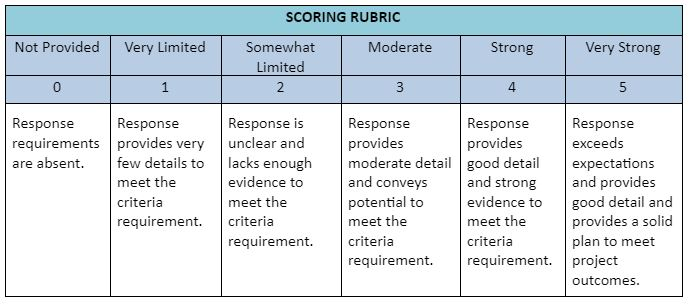 SCORING RUBRIC
Not Provided
Very Limited
Somewhat
Limited
Moderate
Strong
Very Strong
0
1
2
3
4
5
Response
requirements
are absent.
Response
provides very
few details to
meet the
criteria
requirement.
Response is
unclear and
lacks enough
evidence to
meet the
criteria
requirement.
Response
provides
moderate detail
and conveys
potential to
meet the
criteria
requirement.
Response
provides
good detail
and strong
evidence to
meet the
criteria
requirement.
Response
exceeds
expectations
and provides
good detail and
provides a solid
plan to meet
project
outcomes.